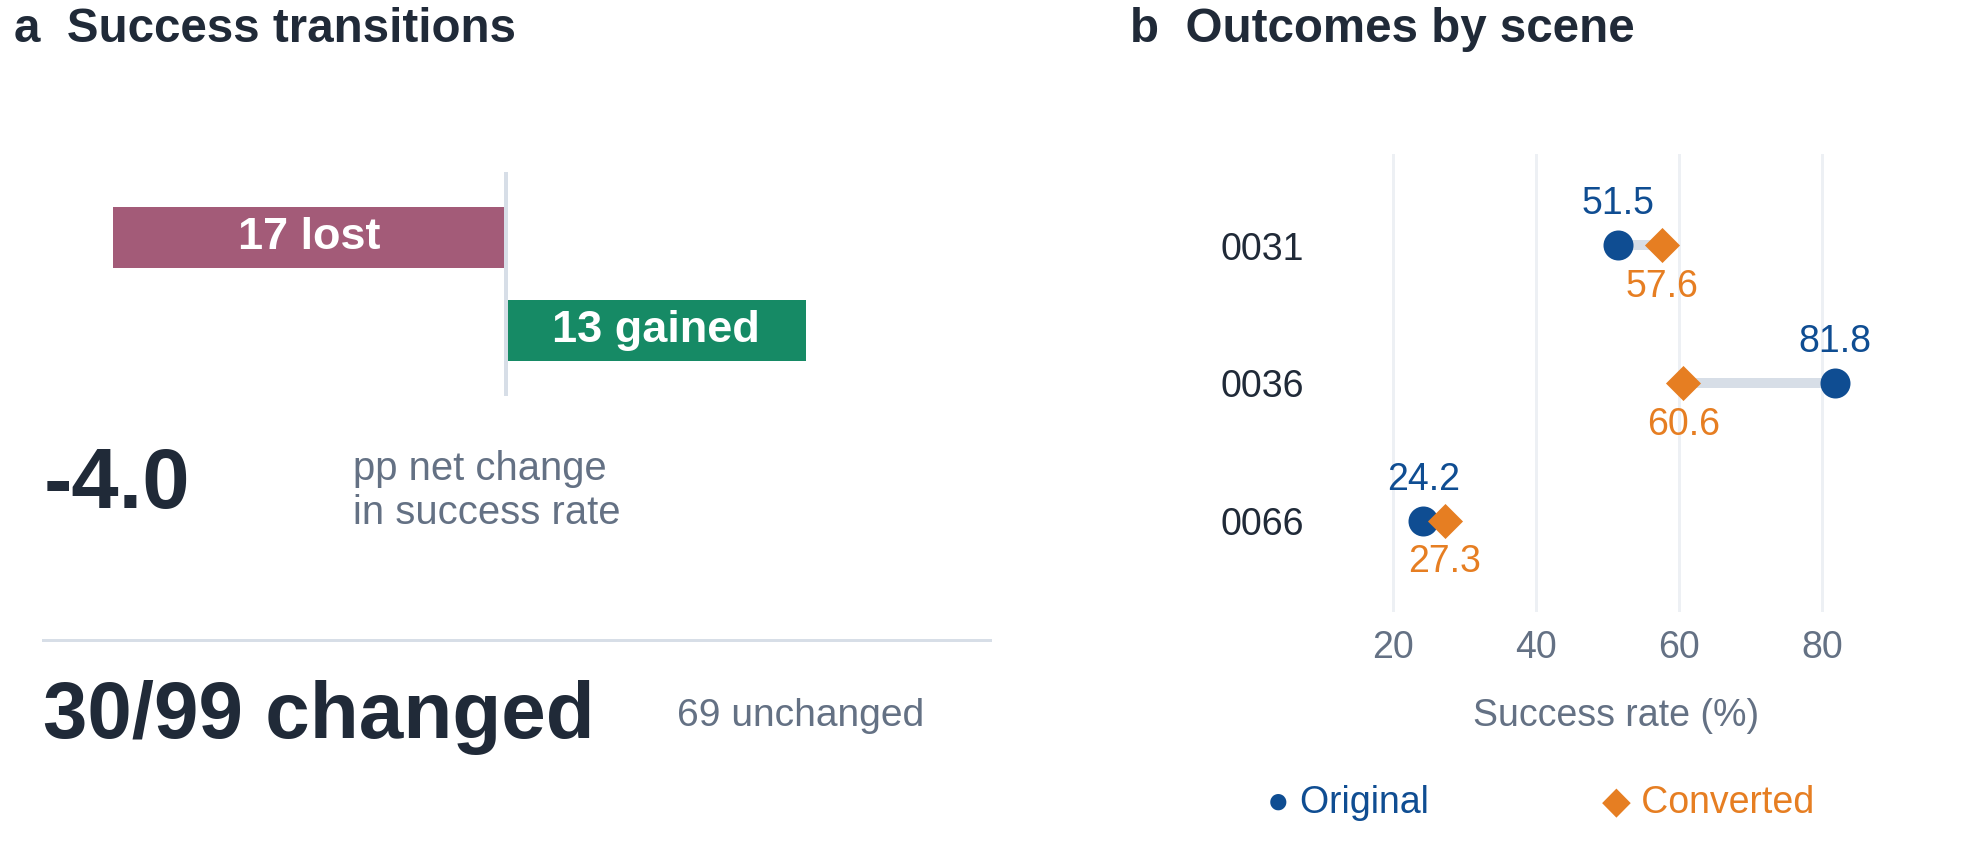 a Success transitions
17 lost
13 gained
-4.0
pp net change
in success rate
30/99 changed
69 unchanged
b Outcomes by scene
51.5
0031
57.6
81.8
0036
60.6
24.2
0066
27.3
20 40 60 80
Success rate (%)
Original
Converted